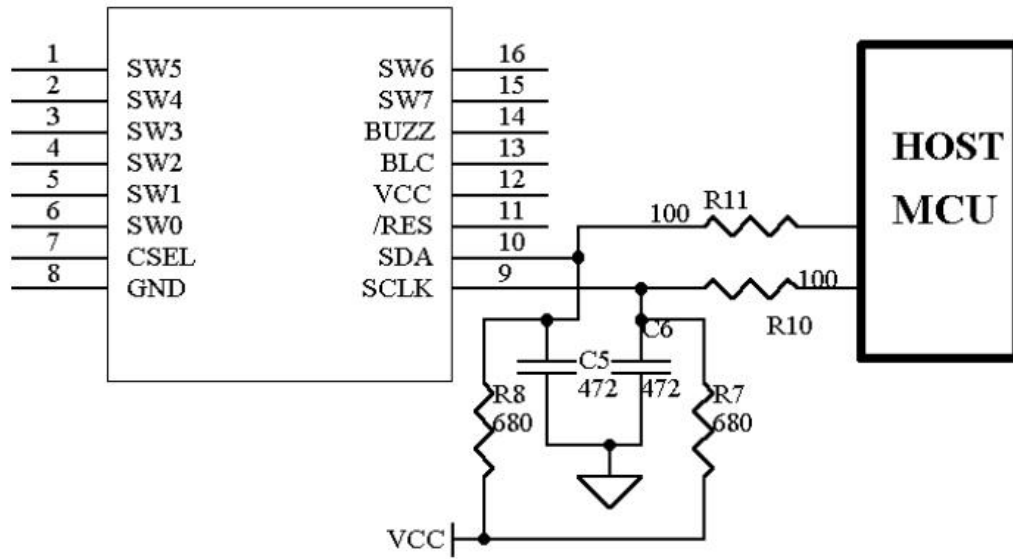 1 SW5 SW6 16
2 SW4 SW7 15
3 SW3 BUZZ 14
4 SW2 BLC 13
5 SW1 VCC 12
6 SW0 /RES 11
7 CSEL SDA 10
8 GND SCLK 9
HOST
MCU
100 R11
100
R10
C6
C5
472 472
R8
680
R7
680
VCC